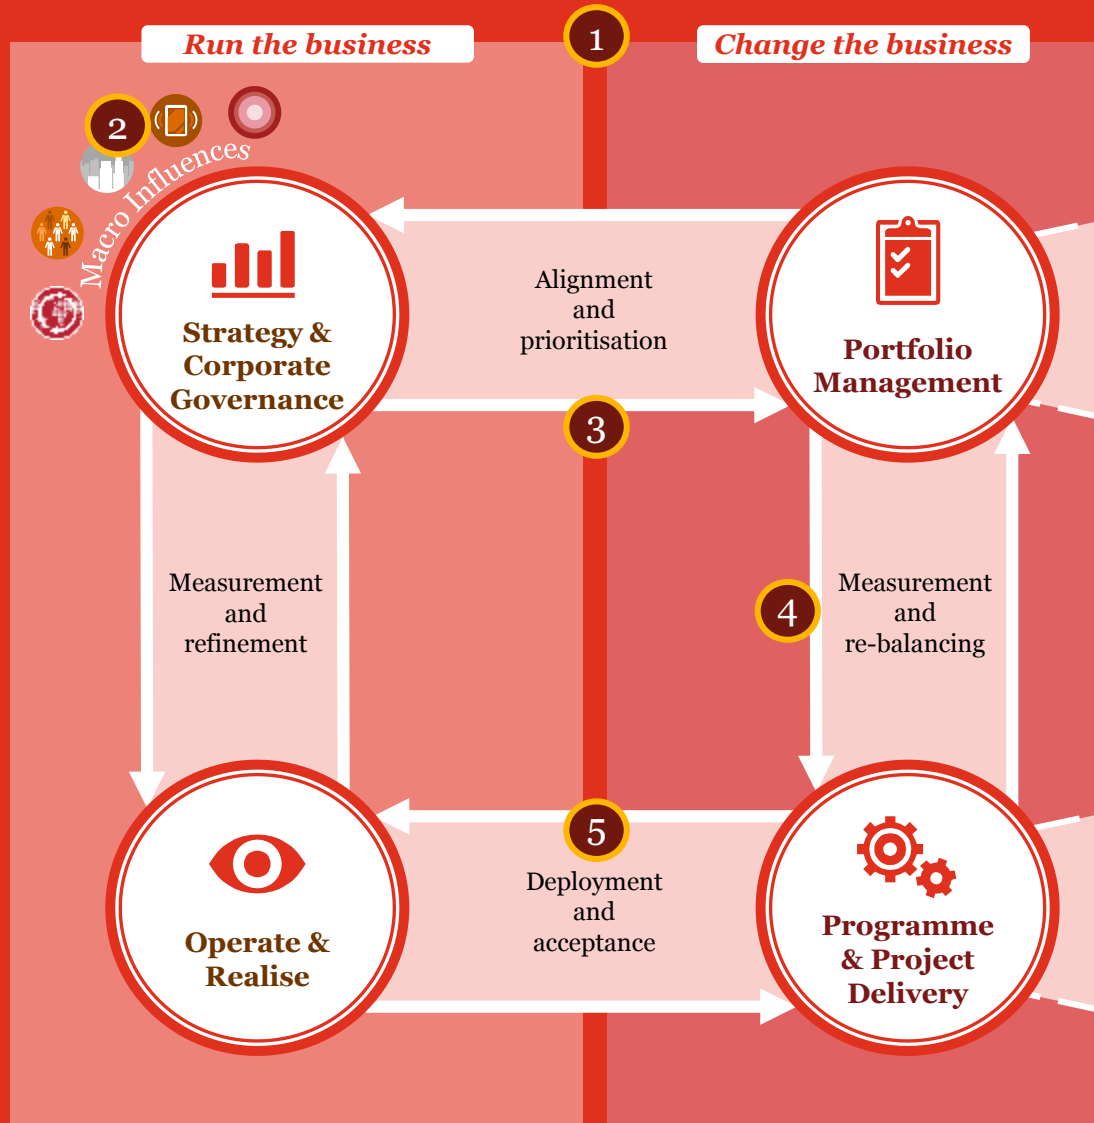 Run the business
1
Change the business
2
Macro Influences
Strategy &
Corporate
Governance
Alignment
and
prioritisation
Portfolio
Management
3
Measurement
and
refinement
4
Measurement
and
re-balancing
5
Operate &
Realise
Deployment
and
acceptance
Programme
& Project
Delivery